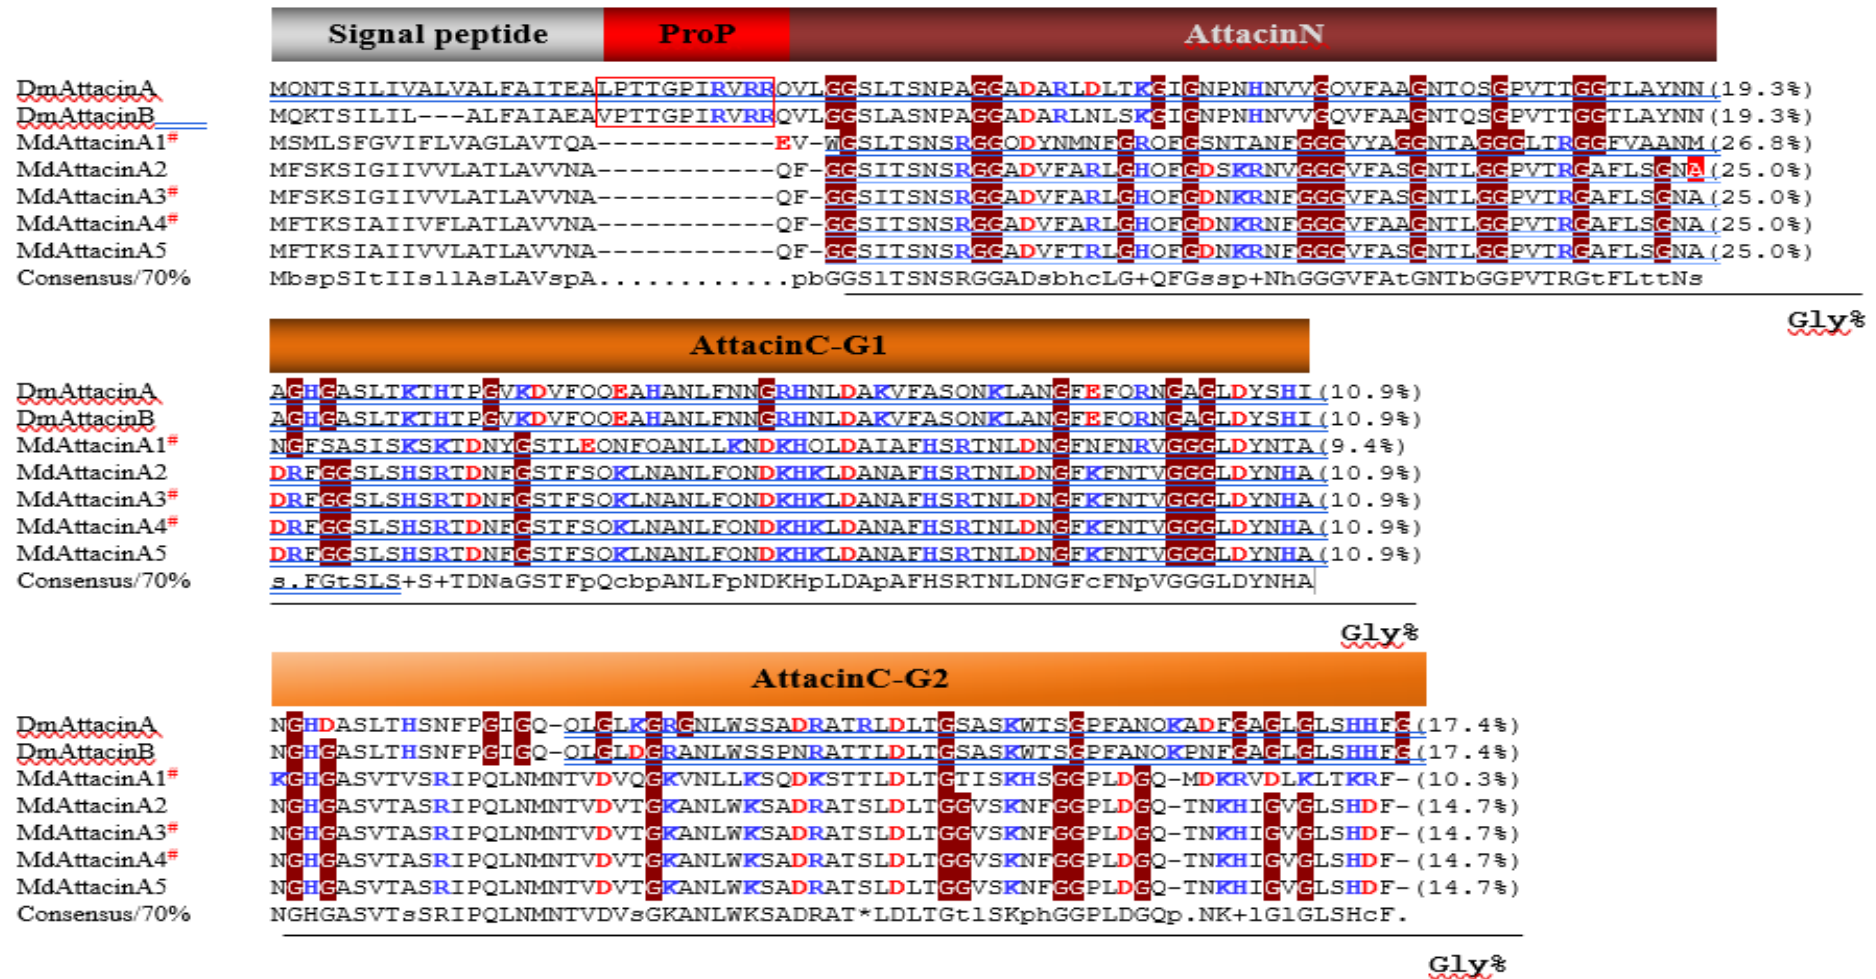 Signal peptide ProP AttacinN
DmAttacinA MQNTSILIVALVALFAITEALPTTGPIRVRRQVLGGSLTSNPAGGADARLDLTKGIGNPNHNVVGQVFAAGNTQSGPVTTGGTLAYNN(19.3%)
DmAttacinB MQKTSILIL---ALFAIAEAVPTTGPIRVRRQVLGGSLASNPAGGADARLNLSKGIGNPNHNVVGQVFAAGNTQSGPVTTGGTLAYNN(19.3%)
MdAttacinA1# MSMLSFGVIFLVAGLAVTQA-----------EV-WGSLTSNSRGGQDYNMNFGRQFGSNTANFGGGVYAGGNTAGGGLTRGGFVAANM(26.8%)
MdAttacinA2 MFSKSIGIIVVLATLAVVNA-----------QF-GGSITSNSRGGADVFARLGHQFGDSKRNVGGGVFASGNTLGGPVTRGAFLSGNA(25.0%)
MdAttacinA3# MFSKSIGIIVVLATLAVVNA-----------QF-GGSITSNSRGGADVFARLGHQFGDNKRNFGGGVFASGNTLGGPVTRGAFLSGNA(25.0%)
MdAttacinA4# MFTKSIAIIVFLATLAVVNA-----------QF-GGSITSNSRGGADVFARLGHQFGDNKRNFGGGVFAAGNTLGGPVTRGAFLSGNA(25.0%)
MdAttacinA5 MFTKSIAIIVVLATLAVVNA-----------QF-GGSITSNSRGGADVFTRLGHQFGDNKRNFGGGVFASGNTLGGPVTRGAFLSGNA(25.0%)
Consensus/70% MbspSItIIsllAsLAVspA............pbGGSlTSNSRGGADsbhcLG+QFGssp+NhGGGVFAtGNTbGGPVTRGtFLttNs
Gly%
AttacinC-G1
DmAttacinA AGHGASLTKTHTPGVKDVFQQEAHANLFNNGRHNLDAKVFASQNKLANGFEFQRNGAGLDYSHI(10.9%)
DmAttacinB AGHGASLTKTHTPGVKDVFQQEAHANLFNNGRHNLDAKVFASQNKLANGFEFQRNGAGLDYSHI(10.9%)
MdAttacinA1# NGFSASISKSKTDNYGSTLEQNFQANLLKNDKHQLDAIAFHSRTNLDNGFNFNRVGGGLDYNTA(9.4%)
MdAttacinA2 DRFGGSLSHSRTDNFGSTFSQKLNANLFQNDKHKLDANAFHSRTNLDNGFKFNTVGGGLDYNHA(10.9%)
MdAttacinA3# DRFGGSLSHSRTDNFGSTFSQKLNANLFQNDKHKLDANAFHSRTNLDNGFKFNTVGGGLDYNHA(10.9%)
MdAttacinA4# DRFGGSLSHSRTDNFGSTFSQKLNANLFQNDKHKLDANAFHSRTNLDNGFKFNTVGGGLDYNHA(10.9%)
MdAttacinA5 DRFGGSLSHSRTDNFGSTFSQKLNANLFQNDKHKLDANAFHSRTNLDNGFKFNTVGGGLDYNHA(10.9%)
Consensus/70% s.FGtSLS+S+TDNaGSTFpQcbpANLFpNDKHpLDApAFHSRTNLDNGFcFNpVGGGLDYNHA
Gly%
AttacinC-G2
DmAttacinA NGHDASLTHSNFPGIGQ-QLGLKGRGNLWSSADRATRLDLTGSASKWTSGPFANQKADFGAGLGLSHHFG(17.4%)
DmAttacinB NGHGASLTHSNFPGIGQ-QLGLDGRANLWSSPNRATTLDLTGSASKWTSGPFANQKPNFGAGLGLSHHFG(17.4%)
MdAttacinA1# KGHGASVTVSRIPQLNMNTVDVQGKVNLLKSQDKSTTLDLTGTISKHSGGPLDGQ-MDKRVDLKLTKRF-(10.3%)
MdAttacinA2 NGHGASVTASRIPQLNMNTVDVTGKANLWKSADRATSLDLTGGVSKNFGGPLDGQ-TNKHIGVGLSHDF-(14.7%)
MdAttacinA3# NGHGASVTASRIPQLNMNTVDVTGKANLWKSADRATSLDLTGGVSKNFGGPLDGQ-TNKHIGVGLSHDF-(14.7%)
MdAttacinA4# NGHGASVTASRIPQLNMNTVDVTGKANLWKSADRATSLDLTGGVSKNFGGPLDGQ-TNKHIGVGLSHDF-(14.7%)
MdAttacinA5 NGHGASVTASRIPQLNMNTVDVTGKANLWKSADRATSLDLTGGVSKNFGGPLDGQ-TNKHIGVGLSHDF-(14.7%)
Consensus/70% NGHGASVTsSRIPQLNMNTVDVsGKANLWKSADRAT*LDLTGtlSKphGGPLDGQp.NK+lGlGLSHcF.
Gly%